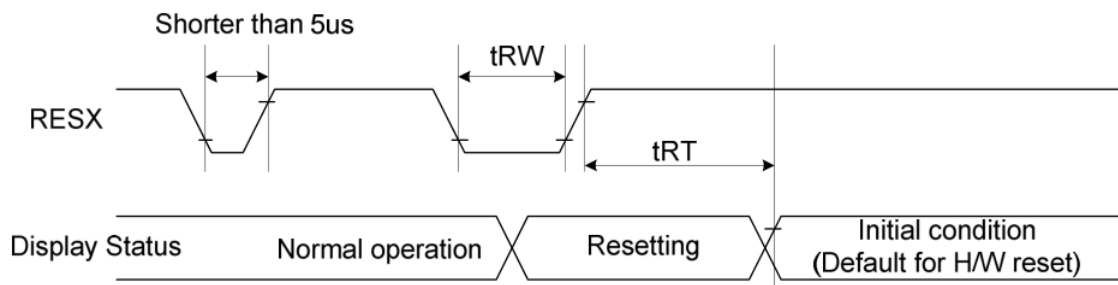 Shorter than 5us
tRW
RESX
tRT
Display Status
Normal operation
Resetting
Initial condition
(Default for H/W reset)